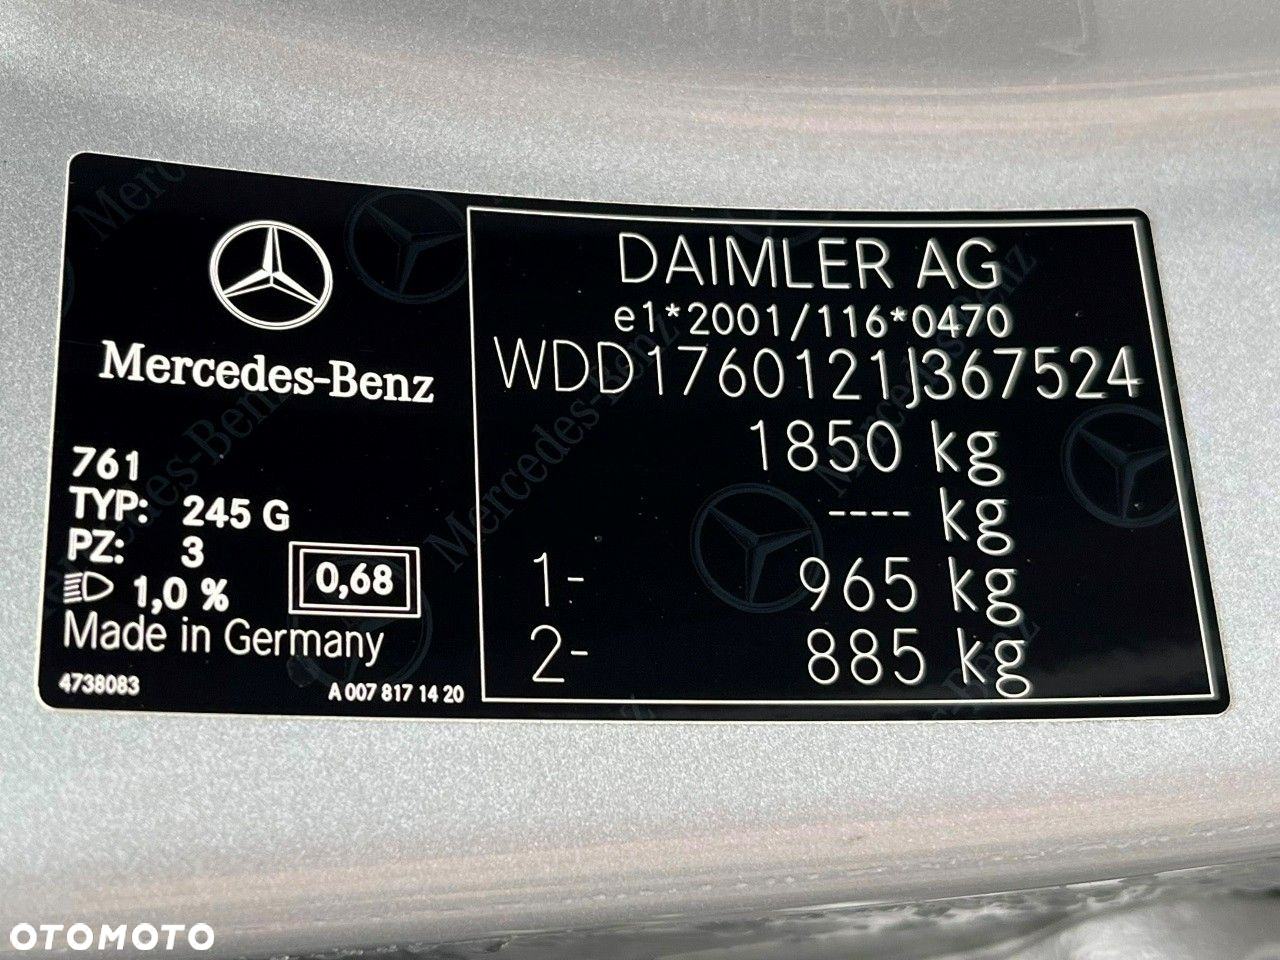 Mercedes-Benz
761
TYP: 245 G
PZ: 3
1,0 %
0,68
Made in Germany
4738083
A 007 817 14 20
DAIMLER AG
e1*2001/116*0470
WDD1760121J367524
1850 kg
---- kg
1- 965 kg
2- 885 kg
OTOMOTO